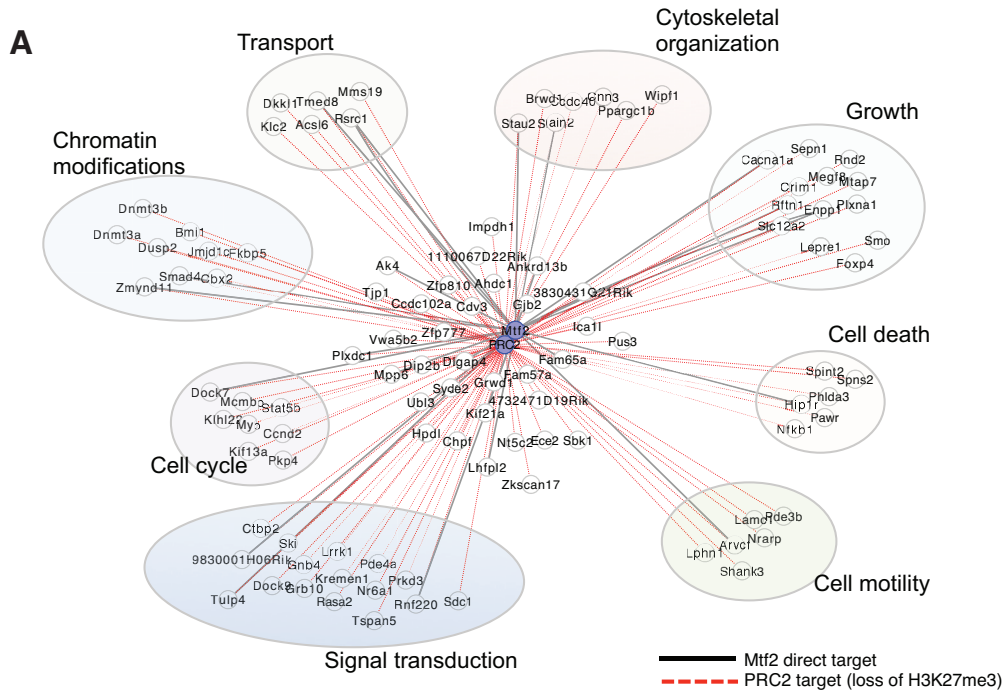 A
Transport
Cytoskeletal
organization
Growth
Chromatin
modifications
Mms19
Dkkl1
Tmed8
Klc2
Acsl6
Rsrc1
Brwd1
Ccdc40
Cnn3
Wipf1
Ppargc1b
Stau2
Slain2
Sepn1
Cacna1a
Rnd2
Megf8
Mtap7
Crim1
Rftn1
Enpp1
Plxna1
Slc12a2
Lepre1
Smo
Foxp4
Dnmt3b
Dnmt3a
Bmi1
Dusp2
Jmjd1c
Fkbp5
Smad4
Cbx2
Zmynd11
Impdh1
1110067D22Rik
Ak4
Ankrd13b
Zfp810
Ahdc1
Tjp1
3830431G21Rik
Ccdc102a
Cdv3
Gjb2
Mtf2
PRC2
Zfp777
Ica1l
Vwa5b2
Pus3
Plxdc1
Dip2b
Dlgap4
Fam65a
Mpp6
Fam57a
Syde2
Grwd1
Ubl3
4732471D19Rik
Kif21a
Hpdl
Chpf
Nt5c2
Ece2
Sbk1
Lhfpl2
Zkscan17
Cell death
Spint2
Spns2
Phlda3
Hip1r
Pawr
Nfkb1
Dock7
Mcmbp
Stat5b
Klhl22
Myb
Ccnd2
Kif13a
Pkp4
Cell cycle
Ctbp2
Ski
9830001H06Rik
Lrrk1
Gnb4
Pde4a
Dock9
Grb10
Kremen1
Prkd3
Nr6a1
Tulp4
Rasa2
Rnf220
Sdc1
Tspan5
Signal transduction
Lamc1
Pde3b
Nrarp
Arvcf
Lphn1
Shank3
Cell motility
Mtf2 direct target
PRC2 target (loss of H3K27me3)